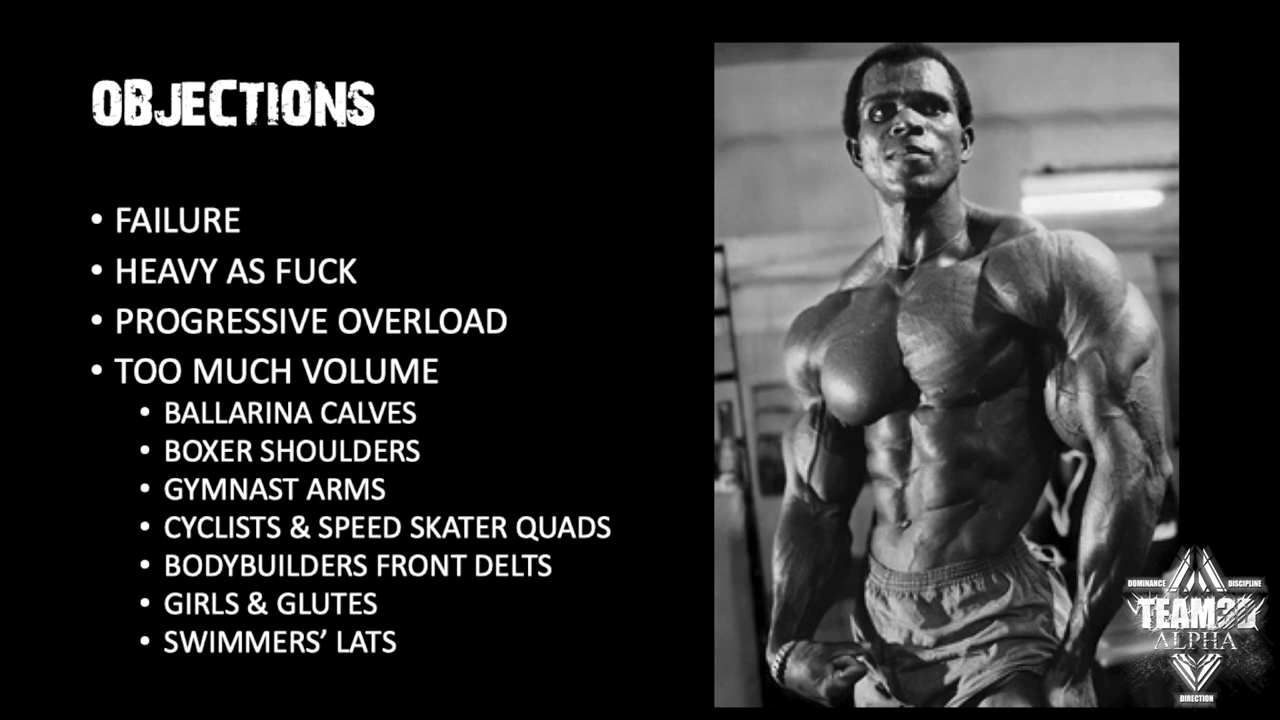 OBJECTIONS
• FAILURE
• HEAVY AS FUCK
• PROGRESSIVE OVERLOAD
• TOO MUCH VOLUME
• BALLARINA CALVES
• BOXER SHOULDERS
• GYMNAST ARMS
• CYCLISTS & SPEED SKATER QUADS
• BODYBUILDERS FRONT DELTS
• GIRLS & GLUTES
• SWIMMERS’ LATS
DOMINANCE DISCIPLINE
TEAM3D
ALPHA
DIRECTION